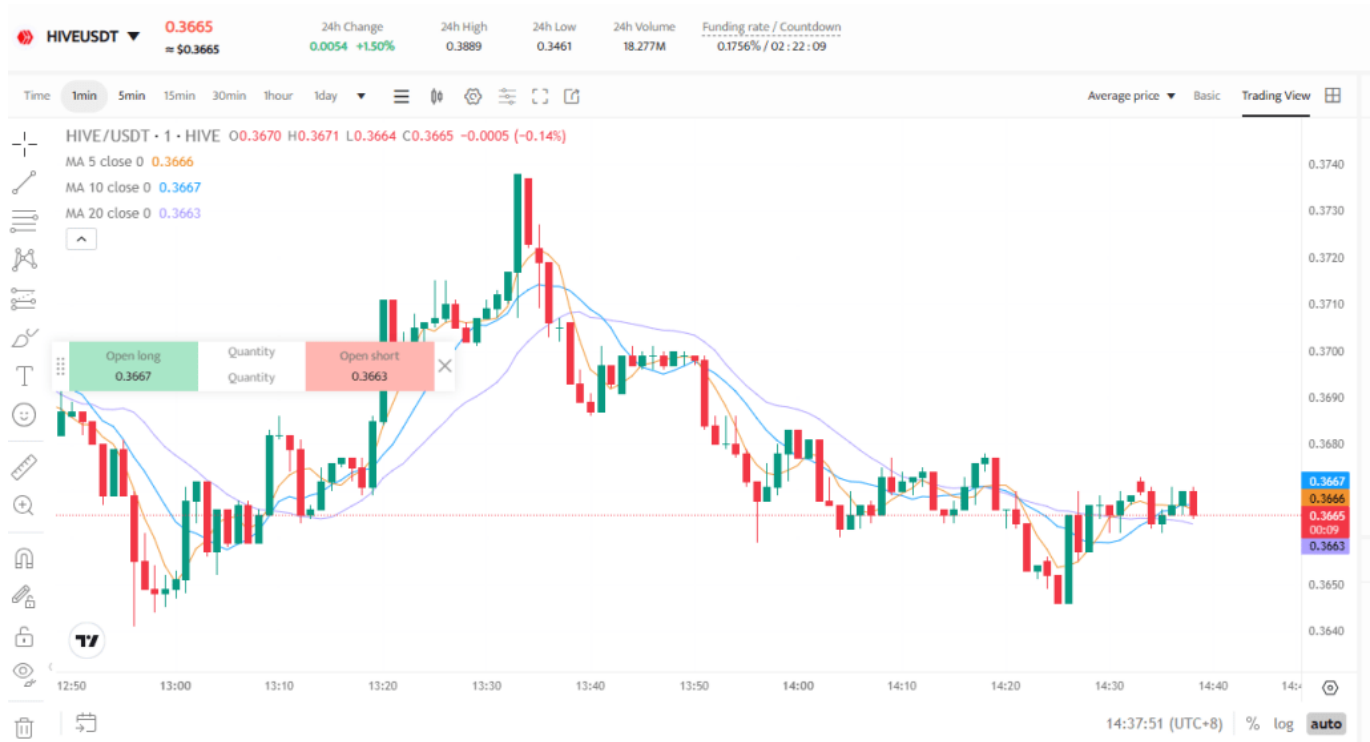 HIVEUSDT ▼
0.3665
≈ $0.3665
24h Change
0.0054 +1.50%
24h High
0.3889
24h Low
0.3461
24h Volume
18.277M
Funding rate / Countdown
0.1756% / 02 : 22 : 09
Time 1min 5min 15min 30min 1hour 1day ▼
Average price ▼ Basic Trading View
HIVE/USDT · 1 · HIVE O0.3670 H0.3671 L0.3664 C0.3665 −0.0005 (−0.14%)
MA 5 close 0 0.3666
MA 10 close 0 0.3667
MA 20 close 0 0.3663
Open long
0.3667
Quantity
Quantity
Open short
0.3663
0.3740
0.3730
0.3720
0.3710
0.3700
0.3690
0.3680
0.3667
0.3666
0.3665
00:09
0.3663
0.3650
0.3640
12:50 13:00 13:10 13:20 13:30 13:40 13:50 14:00 14:10 14:20 14:30 14:40
14:37:51 (UTC+8) % log auto